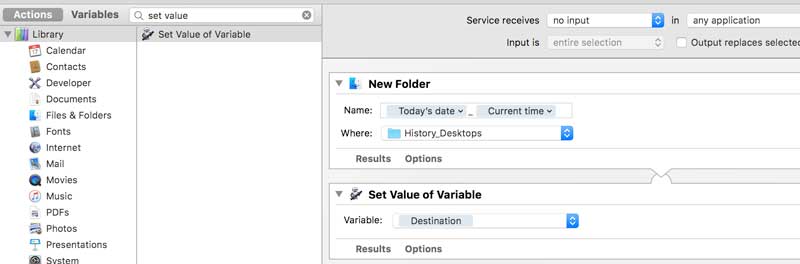 Actions Variables set value
Service receives no input in any application
Library Set Value of Variable
Input is entire selection Output replaces selected
Calendar
Contacts
Developer
Documents
Files & Folders
Fonts
Internet
Mail
Movies
Music
PDFs
Photos
Presentations
System
New Folder
Name: Today's date _ Current time
Where: History_Desktops
Results Options
Set Value of Variable
Variable: Destination
Results Options